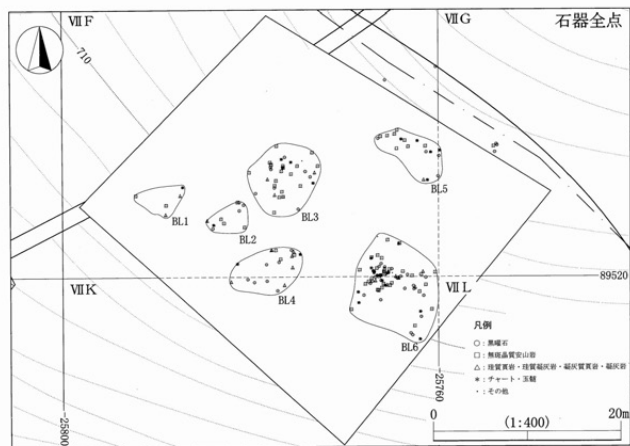 ⅦF
ⅦG
石器全点
710
BL1
BL2
BL3
BL4
BL5
BL6
ⅦK
ⅦL
89520
-25800
-25760
凡例
○：黒曜石
□：無斑晶質安山岩
△：珪質頁岩・珪質凝灰岩・凝灰質頁岩・凝灰岩
＊：チャート・玉髄
・：その他
0 (1:400) 20m